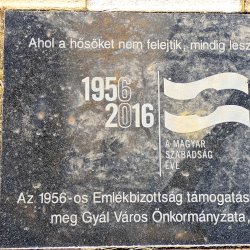 Ahol a hősöket nem felejtik, mindig lesz
1956
2016
A MAGYAR
SZABADSÁG
ÉVE
Az 1956-os Emlékbizottság támogatás
meg Gyál Város Önkormányzata,